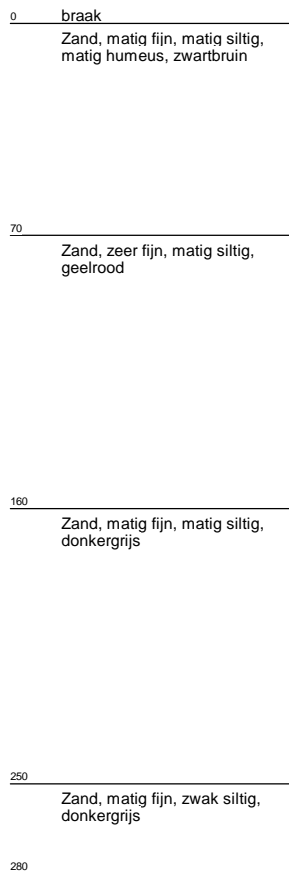 0 braak
Zand, matig fijn, matig siltig,
matig humeus, zwartbruin
70
Zand, zeer fijn, matig siltig,
geelrood
160
Zand, matig fijn, matig siltig,
donkergrijs
250
Zand, matig fijn, zwak siltig,
donkergrijs
280